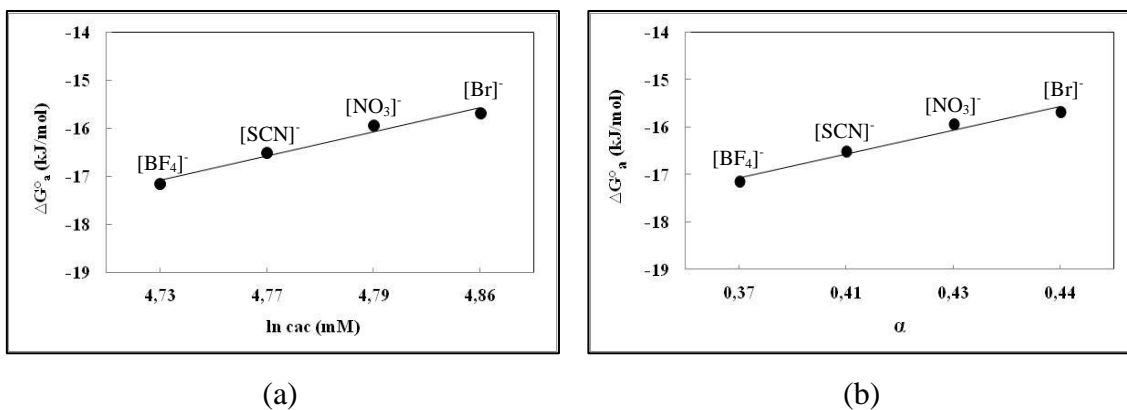 -14
-15
-16
-17
-18
-19
ΔG°ₐ (kJ/mol)
[BF₄]⁻
[SCN]⁻
[NO₃]⁻
[Br]⁻
4,73 4,77 4,79 4,86
ln cac (mM)
(a)
-14
-15
-16
-17
-18
-19
ΔG°ₐ (kJ/mol)
[BF₄]⁻
[SCN]⁻
[NO₃]⁻
[Br]⁻
0,37 0,41 0,43 0,44
α
(b)